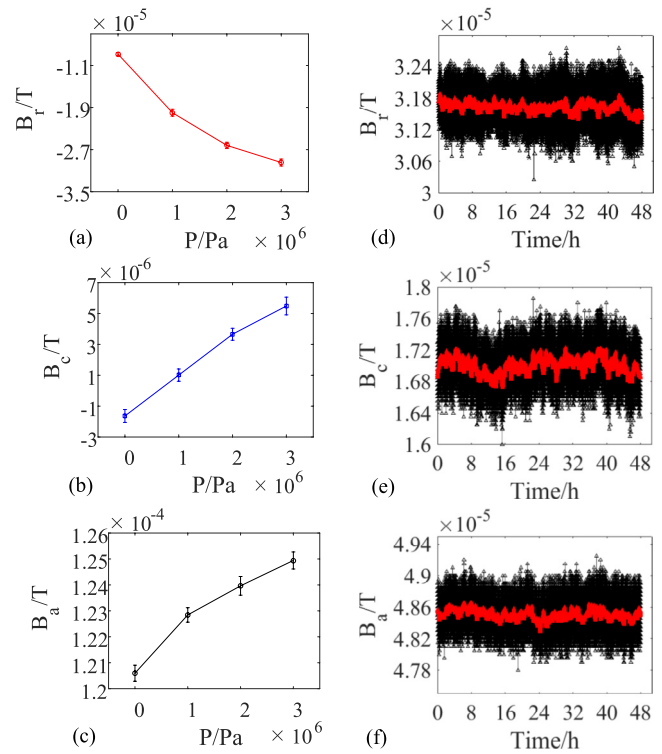 × 10^-5
B_r/T
-1.1
-1.9
-2.7
-3.5
0 1 2 3
(a) P/Pa × 10^6
× 10^-5
B_r/T
3.24
3.18
3.12
3.06
3
0 8 16 24 32 40 48
(d) Time/h
× 10^-6
B_c/T
7
5
3
1
-1
-3
0 1 2 3
(b) P/Pa × 10^6
× 10^-5
B_c/T
1.8
1.76
1.72
1.68
1.64
1.6
0 8 16 24 32 40 48
(e) Time/h
× 10^-4
B_a/T
1.26
1.25
1.24
1.23
1.22
1.21
1.2
0 1 2 3
(c) P/Pa × 10^6
× 10^-5
B_a/T
4.94
4.9
4.86
4.82
4.78
0 8 16 24 32 40 48
(f) Time/h